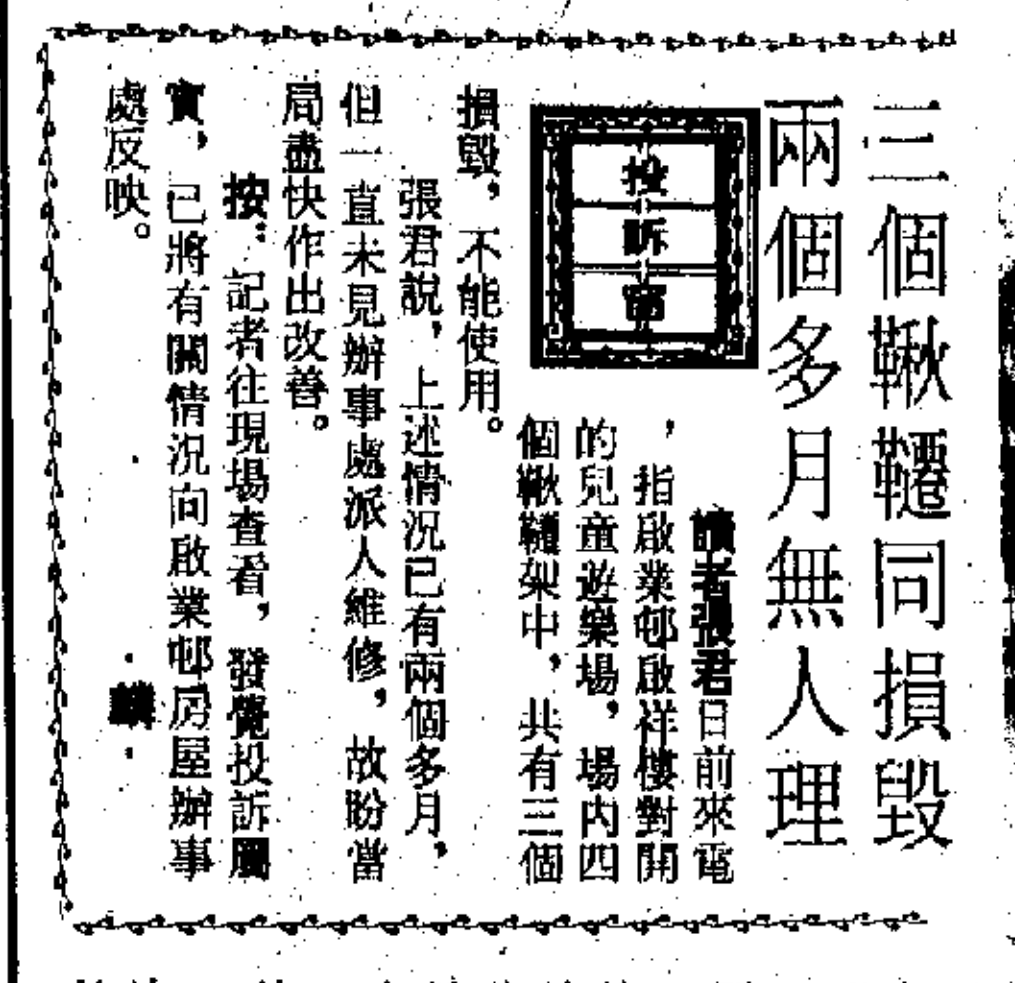 三個鞦韆同損毀
兩個多月無人理
投訴窗
讀者張君日前來電
，指啟業邨啟祥樓對開
的兒童遊樂場，場內四
個鞦韆架中，共有三個
損毀，不能使用。
張君說，上述情況已有兩個多月，
但一直未見辦事處派人維修，故盼當
局盡快作出改善。
按：記者往現場查看，發覺投訴屬
實，已將有關情況向啟業邨房屋辦事
處反映。